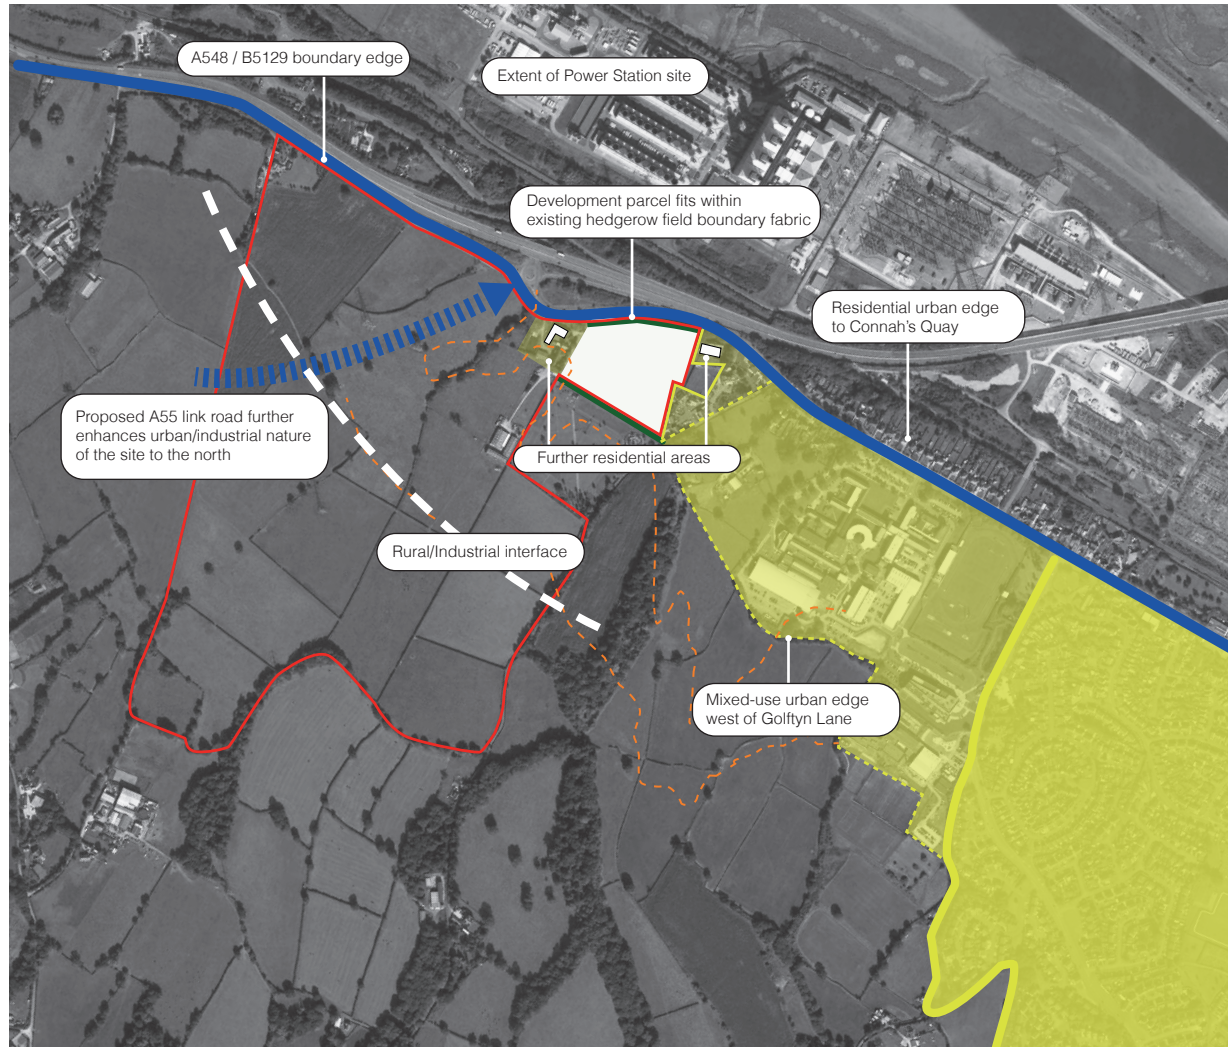 A548 / B5129 boundary edge
Extent of Power Station site
Development parcel fits within
existing hedgerow field boundary fabric
Residential urban edge
to Connah's Quay
Proposed A55 link road further
enhances urban/industrial nature
of the site to the north
Further residential areas
Rural/Industrial interface
Mixed-use urban edge
west of Golftyn Lane